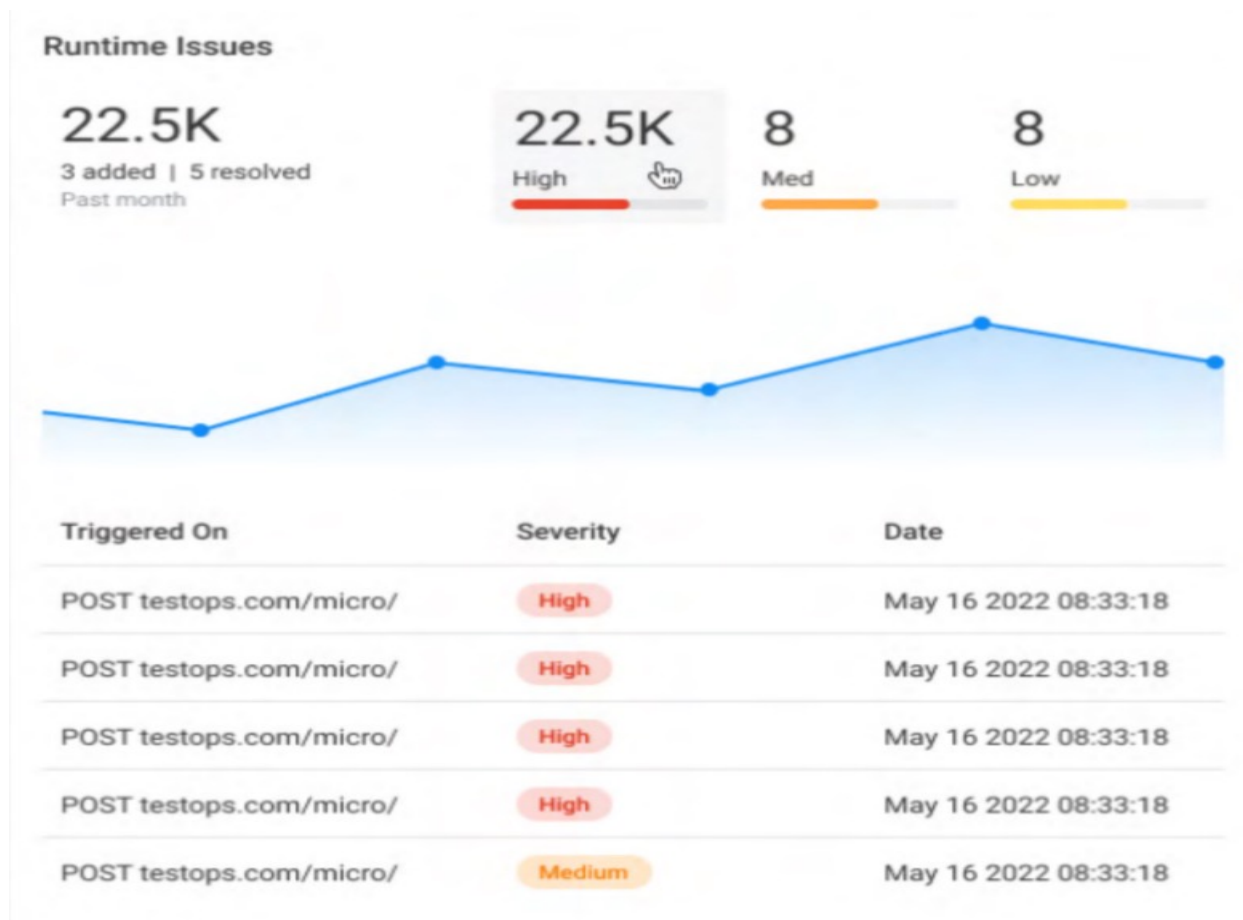 Runtime Issues
22.5K
3 added | 5 resolved
Past month
22.5K
High
8
Med
8
Low
Triggered On Severity Date
POST testops.com/micro/ High May 16 2022 08:33:18
POST testops.com/micro/ High May 16 2022 08:33:18
POST testops.com/micro/ High May 16 2022 08:33:18
POST testops.com/micro/ High May 16 2022 08:33:18
POST testops.com/micro/ Medium May 16 2022 08:33:18